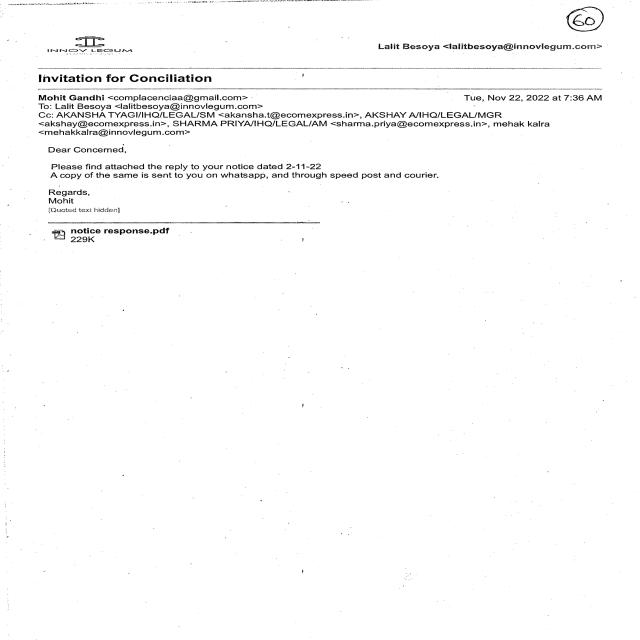 60
INNOV LEGUM
Lalit Besoya <lalitbesoya@innovlegum.com>
Invitation for Conciliation
Mohit Gandhi <complacenciaa@gmail.com>
Tue, Nov 22, 2022 at 7:36 AM
To: Lalit Besoya <lalitbesoya@innovlegum.com>
Cc: AKANSHA TYAGI/IHQ/LEGAL/SM <akansha.t@ecomexpress.in>, AKSHAY A/IHQ/LEGAL/MGR
<akshay@ecomexpress.in>, SHARMA PRIYA/IHQ/LEGAL/AM <sharma.priya@ecomexpress.in>, mehak kalra
<mehakkalra@innovlegum.com>
Dear Concerned,
Please find attached the reply to your notice dated 2-11-22
A copy of the same is sent to you on whatsapp, and through speed post and courier.
Regards,
Mohit
[Quoted text hidden]
notice response.pdf
229K